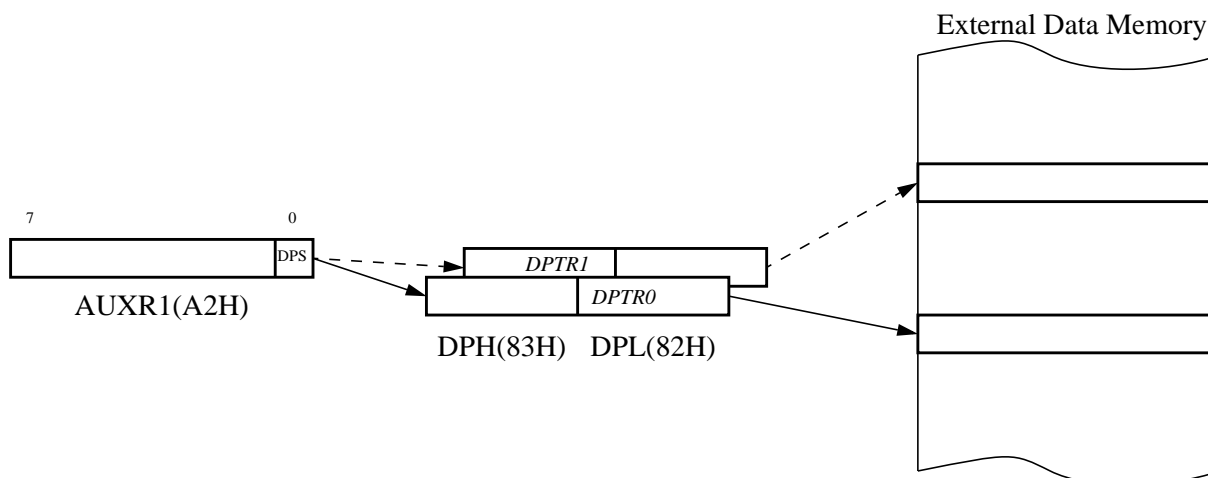 External Data Memory
7 0
DPS
DPTR1
DPTR0
AUXR1(A2H)
DPH(83H) DPL(82H)